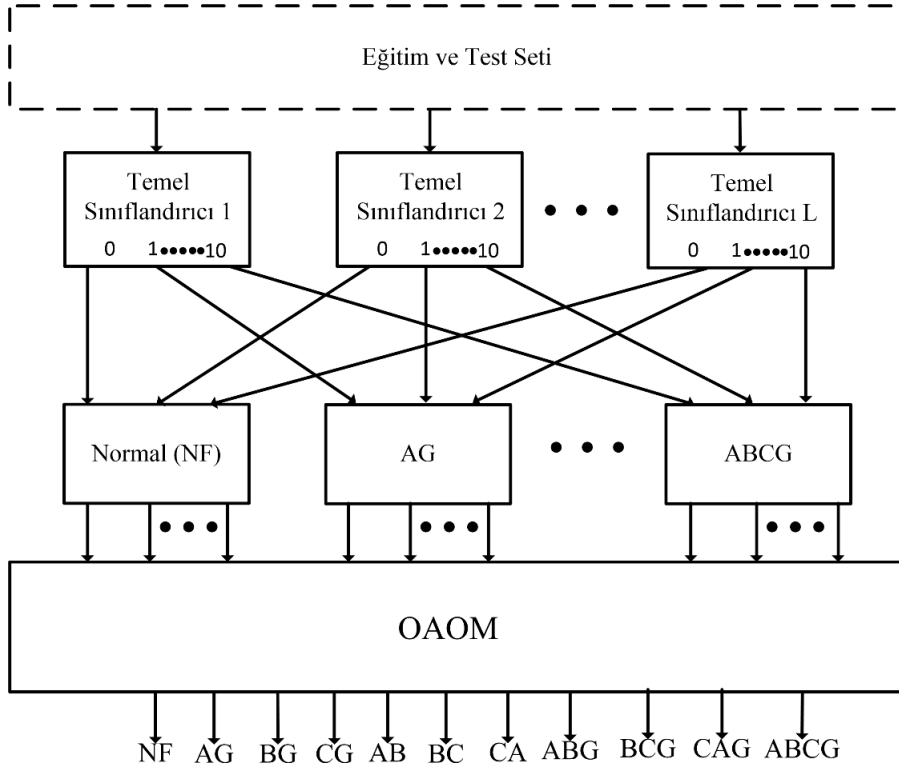 Eğitim ve Test Seti
Temel
Sınıflandırıcı 1
0 1 10
Temel
Sınıflandırıcı 2
0 1 10
Temel
Sınıflandırıcı L
0 1 10
Normal (NF)
AG
ABCG
OAOM
NF AG BG CG AB BC CA ABG BCG CAG ABCG